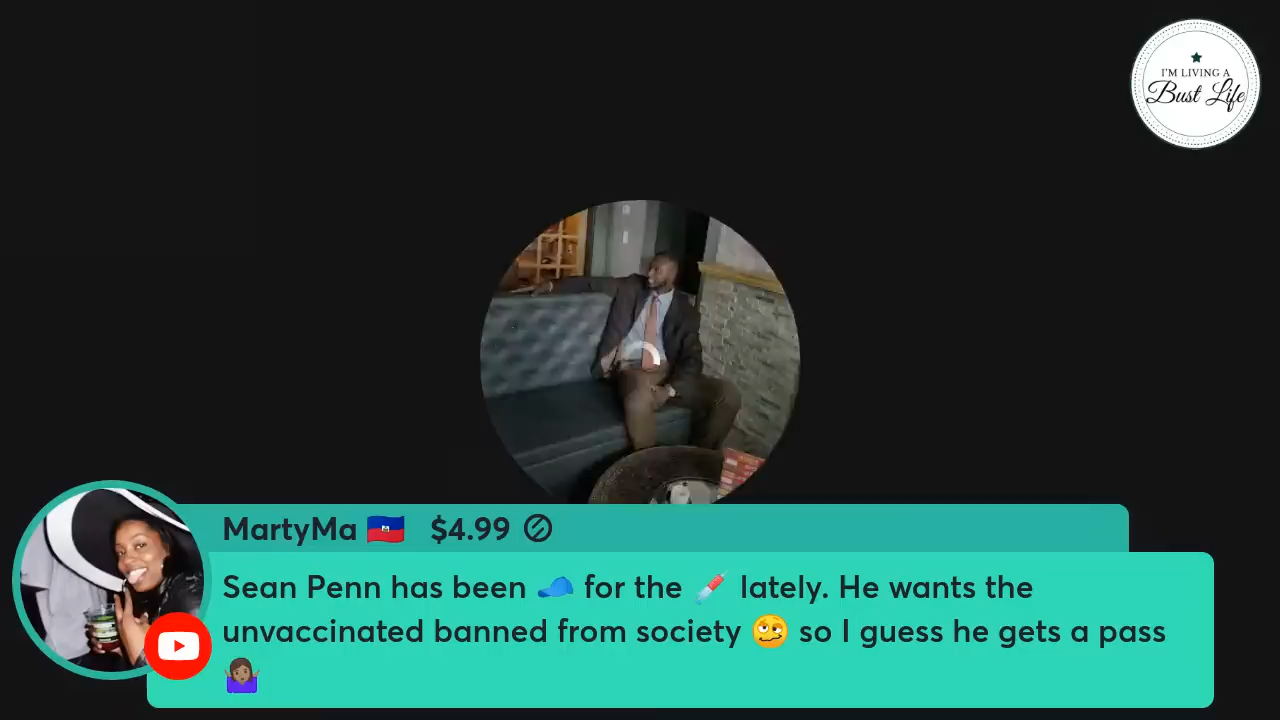 I'M LIVING A
Bust Life
MartyMa 🇭🇹 $4.99
Sean Penn has been 🧢 for the 💉 lately. He wants the
unvaccinated banned from society 🥴 so I guess he gets a pass
🤷🏽‍♀️